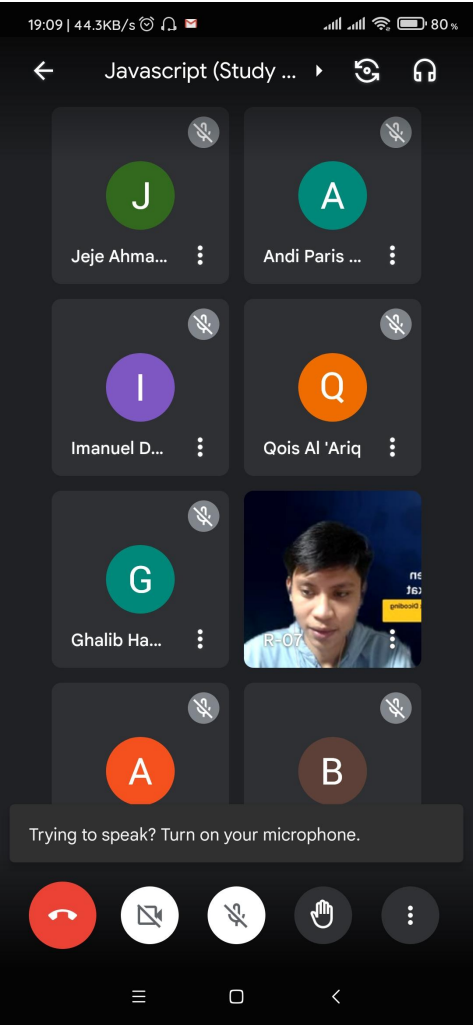 19:09 | 44.3KB/s 80 %
Javascript (Study ...
J
A
Jeje Ahma...
Andi Paris ...
I
Q
Imanuel D...
Qois Al 'Ariq
G
Ghalib Ha...
R-07
A
B
Trying to speak? Turn on your microphone.